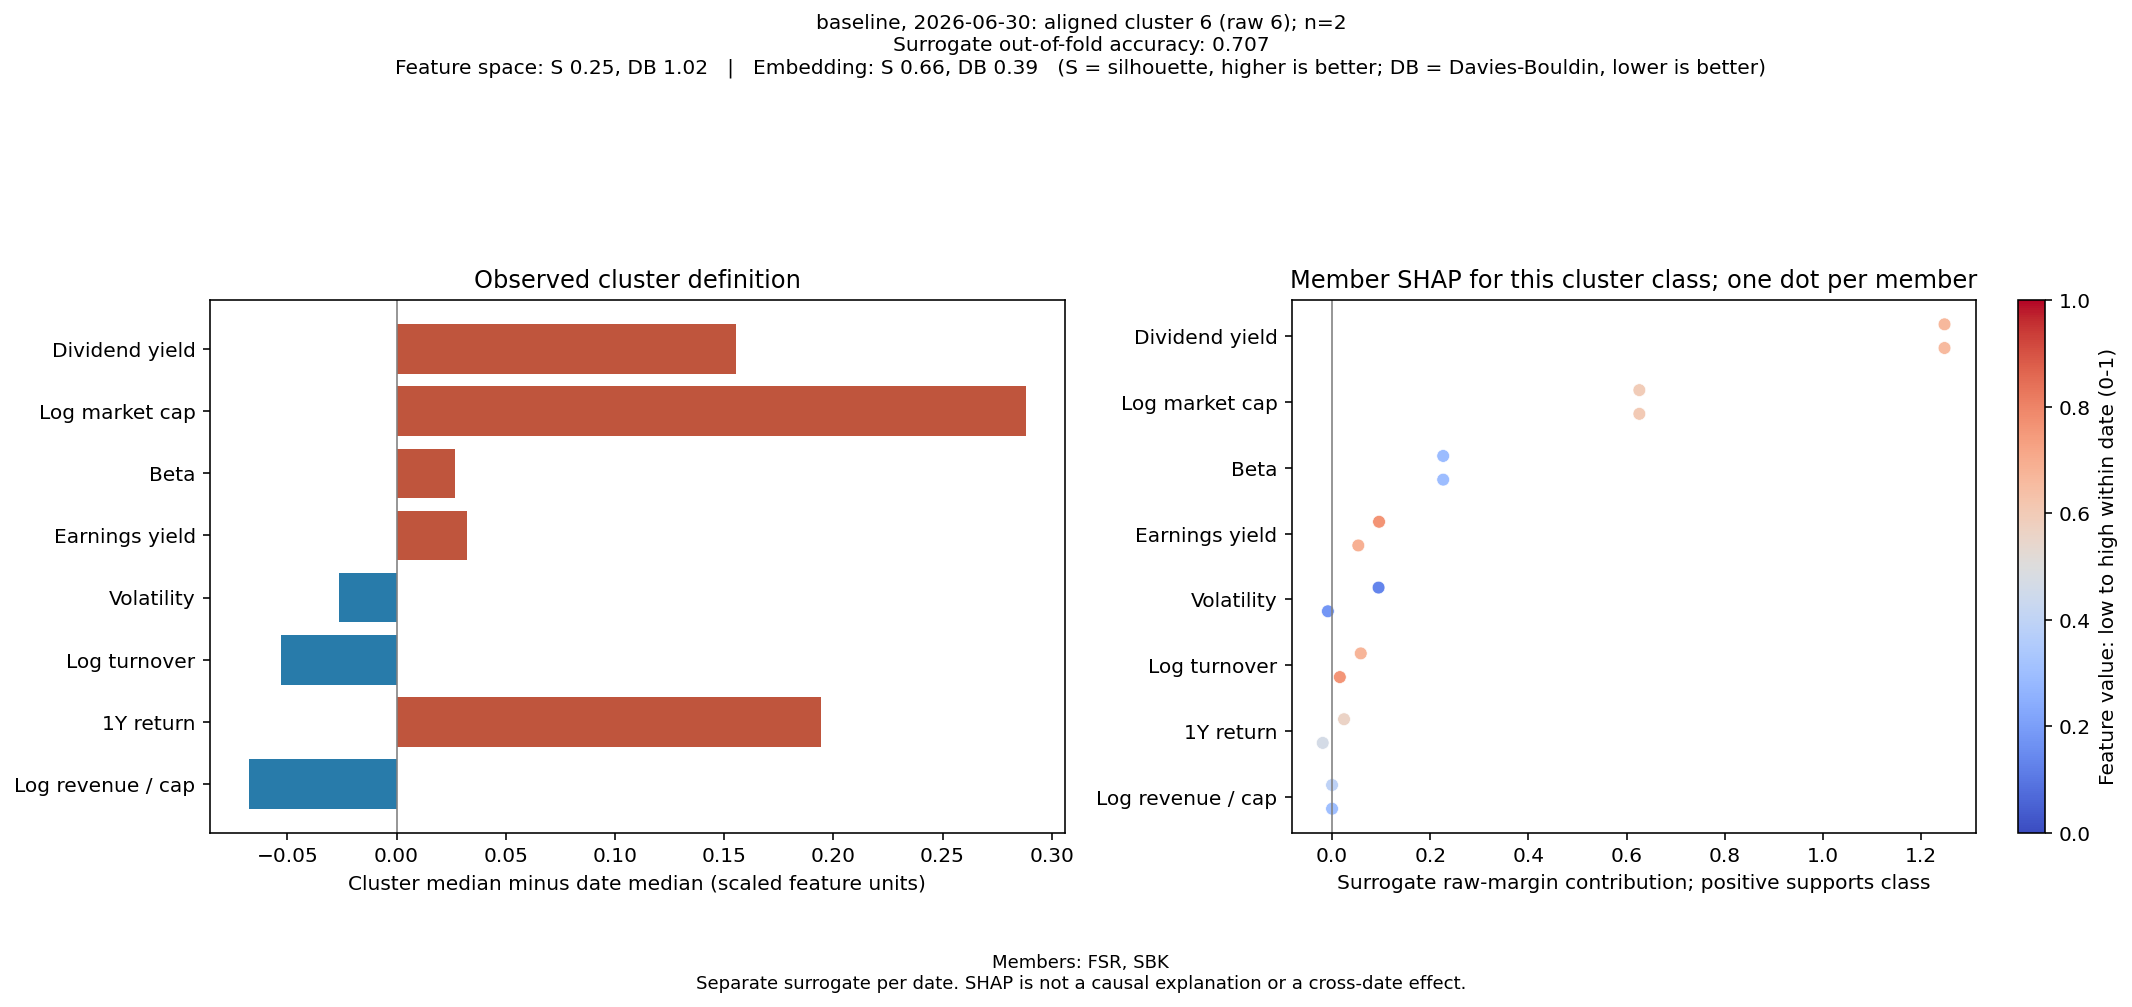 baseline, 2026-06-30: aligned cluster 6 (raw 6); n=2
Surrogate out-of-fold accuracy: 0.707
Feature space: S 0.25, DB 1.02   |   Embedding: S 0.66, DB 0.39   (S = silhouette, higher is better; DB = Davies-Bouldin, lower is better)
Observed cluster definition
Dividend yield
Log market cap
Beta
Earnings yield
Volatility
Log turnover
1Y return
Log revenue / cap
−0.05 0.00 0.05 0.10 0.15 0.20 0.25 0.30
Cluster median minus date median (scaled feature units)
Member SHAP for this cluster class; one dot per member
Dividend yield
Log market cap
Beta
Earnings yield
Volatility
Log turnover
1Y return
Log revenue / cap
0.0 0.2 0.4 0.6 0.8 1.0 1.2
Surrogate raw-margin contribution; positive supports class
1.0
0.8
0.6
0.4
0.2
0.0
Feature value: low to high within date (0-1)
Members: FSR, SBK
Separate surrogate per date. SHAP is not a causal explanation or a cross-date effect.